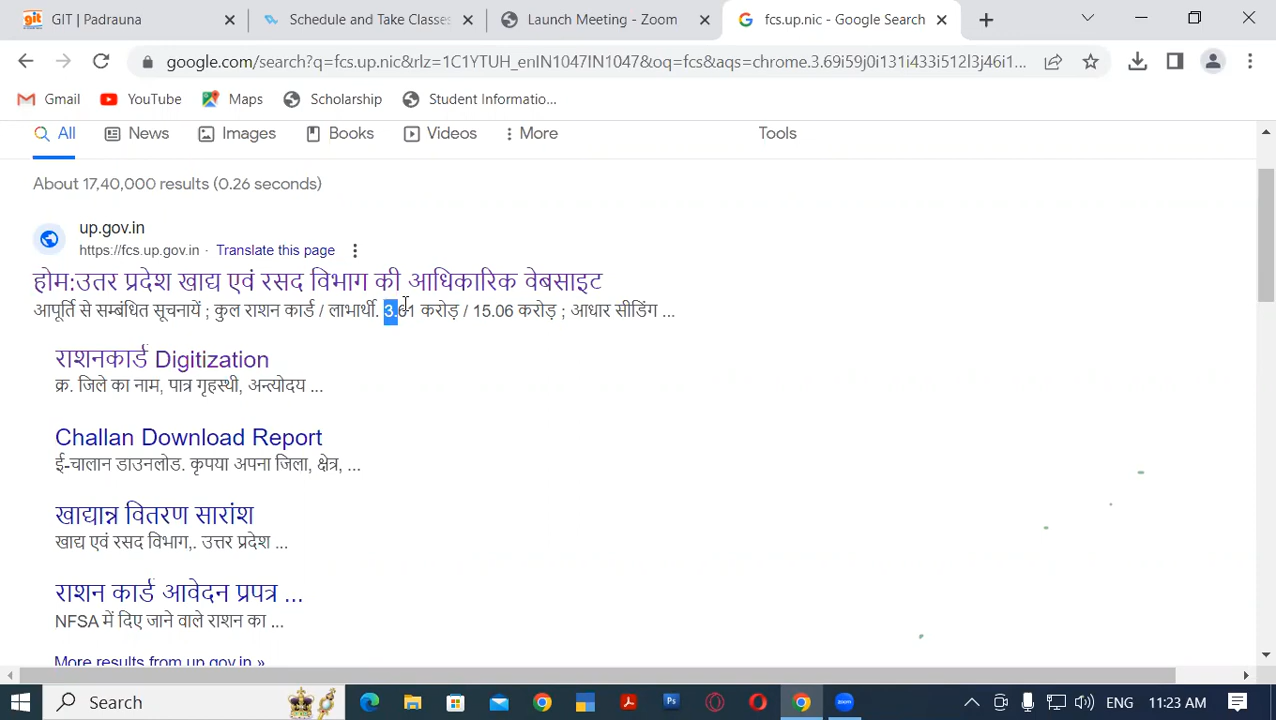 GIT | Padrauna
Schedule and Take Classes
Launch Meeting - Zoom
fcs.up.nic - Google Search
google.com/search?q=fcs.up.nic&rlz=1C1YTUH_enIN1047IN1047&oq=fcs&aqs=chrome.3.69i59j0i131i433i512l3j46i1...
Gmail
YouTube
Maps
Scholarship
Student Informatio...
All
News
Images
Books
Videos
More
Tools
About 17,40,000 results (0.26 seconds)
up.gov.in
https://fcs.up.gov.in · Translate this page
होम:उतर प्रदेश खाद्य एवं रसद विभाग की आधिकारिक वेबसाइट
आपूर्ति से सम्बंधित सूचनायें ; कुल राशन कार्ड / लाभार्थी. 3.61 करोड़ / 15.06 करोड़ ; आधार सीडिंग ...
राशनकार्ड Digitization
क्र. जिले का नाम, पात्र गृहस्थी, अन्त्योदय ...
Challan Download Report
ई-चालान डाउनलोड. कृपया अपना जिला, क्षेत्र, ...
खाद्यान्न वितरण सारांश
खाद्य एवं रसद विभाग,. उत्तर प्रदेश ...
राशन कार्ड आवेदन प्रपत्र ...
NFSA में दिए जाने वाले राशन का ...
More results from up.gov.in »
Search
Ps
zoom
ENG
11:23 AM